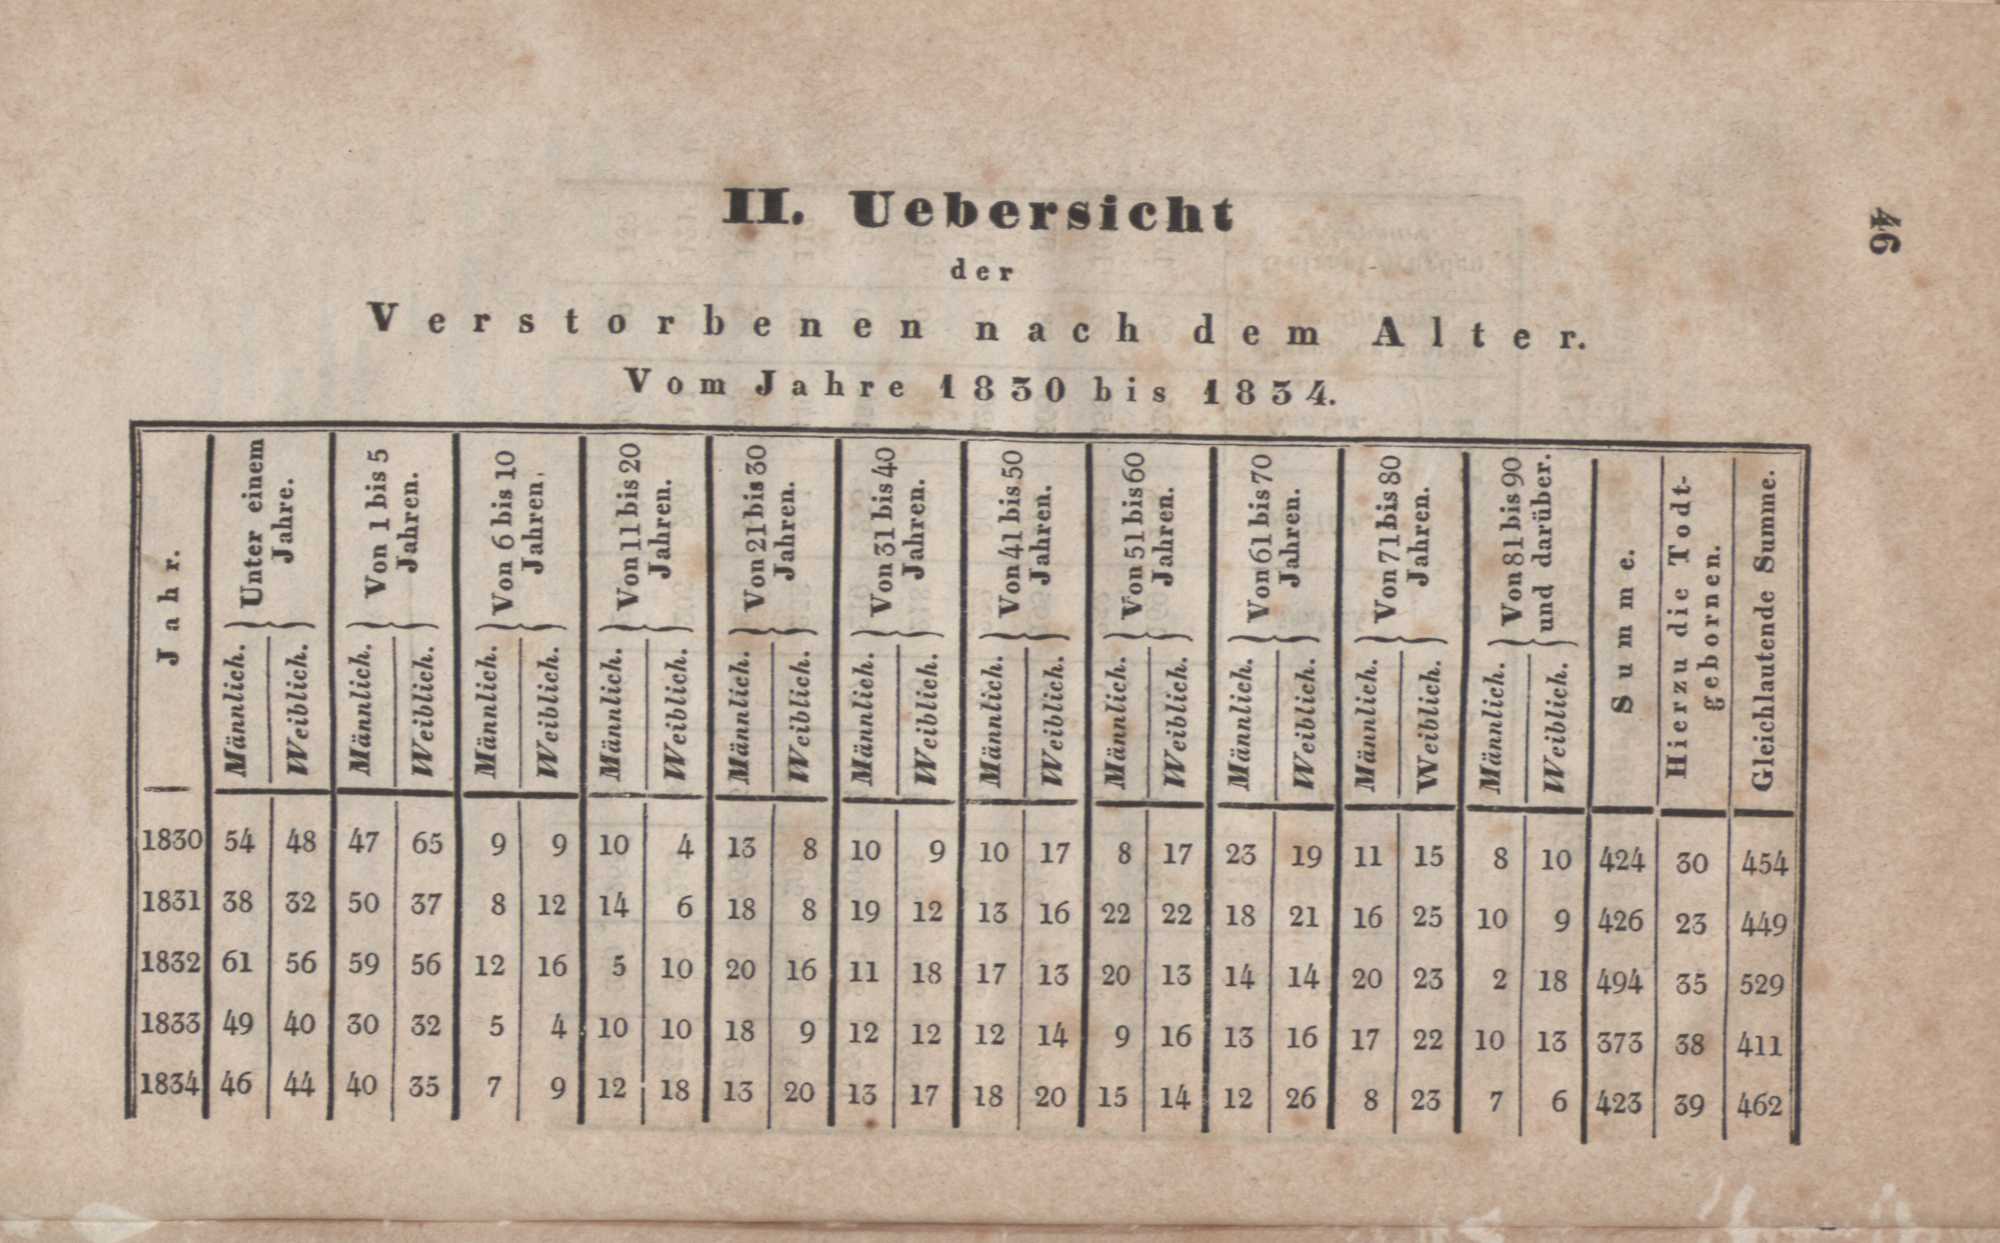 46
II. Uebersicht
der
Verstorbenen nach dem Alter.
Vom Jahre 1830 bis 1834.
Jahr.
Unter einem
Jahre.
Von 1 bis 5
Jahren.
Von 6 bis 10
Jahren.
Von 11 bis 20
Jahren.
Von 21 bis 30
Jahren.
Von 31 bis 40
Jahren.
Von 41 bis 50
Jahren.
Von 51 bis 60
Jahren.
Von 61 bis 70
Jahren.
Von 71 bis 80
Jahren.
Von 81 bis 90
und darüber.
Summe.
Hierzu die Todt-
gebornen.
Gleichlautende Summe.
Männlich. Weiblich. Männlich. Weiblich. Männlich. Weiblich. Männlich. Weiblich. Männlich. Weiblich. Männlich. Weiblich. Männlich. Weiblich. Männlich. Weiblich. Männlich. Weiblich. Männlich. Weiblich. Männlich. Weiblich.
1830 54 48 47 65 9 9 10 4 13 8 10 9 10 17 8 17 23 19 11 15 8 10 424 30 454
1831 38 32 50 37 8 12 14 6 18 8 19 12 13 16 22 22 18 21 16 25 10 9 426 23 449
1832 61 56 59 56 12 16 5 10 20 16 11 18 17 13 20 13 14 14 20 23 2 18 494 35 529
1833 49 40 30 32 5 4 10 10 18 9 12 12 12 14 9 16 13 16 17 22 10 13 373 38 411
1834 46 44 40 35 7 9 12 18 13 20 13 17 18 20 15 14 12 26 8 23 7 6 423 39 462